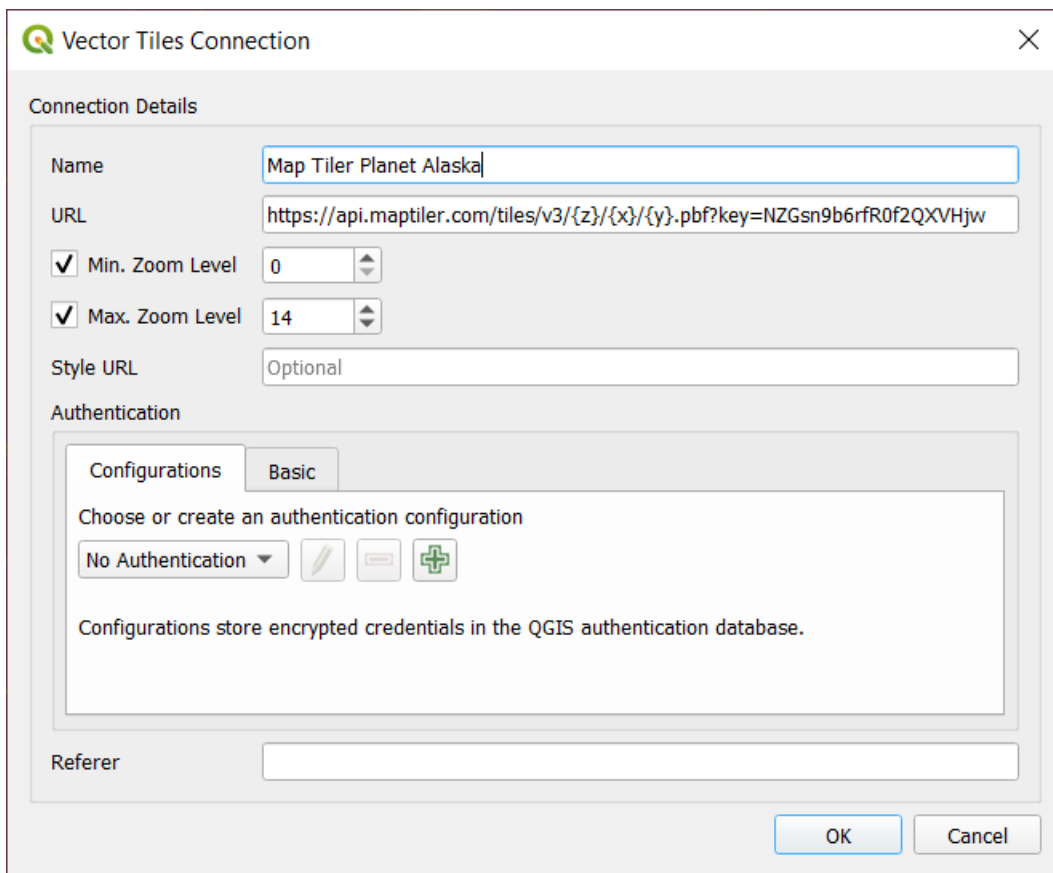 Vector Tiles Connection
Connection Details
Name Map Tiler Planet Alaska
URL https://api.maptiler.com/tiles/v3/{z}/{x}/{y}.pbf?key=NZGsn9b6rfR0f2QXVHjw
Min. Zoom Level 0
Max. Zoom Level 14
Style URL Optional
Authentication
Configurations Basic
Choose or create an authentication configuration
No Authentication
Configurations store encrypted credentials in the QGIS authentication database.
Referer
OK Cancel